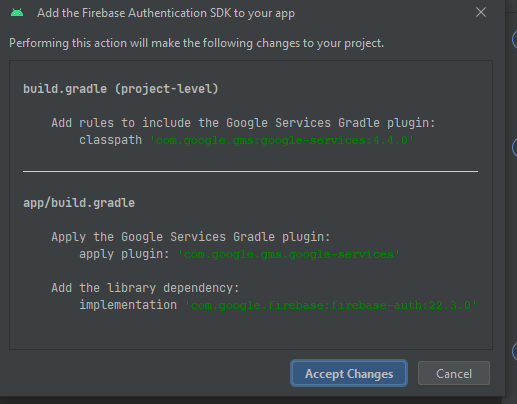 Add the Firebase Authentication SDK to your app
Performing this action will make the following changes to your project.
build.gradle (project-level)
Add rules to include the Google Services Gradle plugin:
classpath 'com.google.gms:google-services:4.4.0'
app/build.gradle
Apply the Google Services Gradle plugin:
apply plugin: 'com.google.gms.google-services'
Add the library dependency:
implementation 'com.google.firebase:firebase-auth:22.3.0'
Accept Changes
Cancel